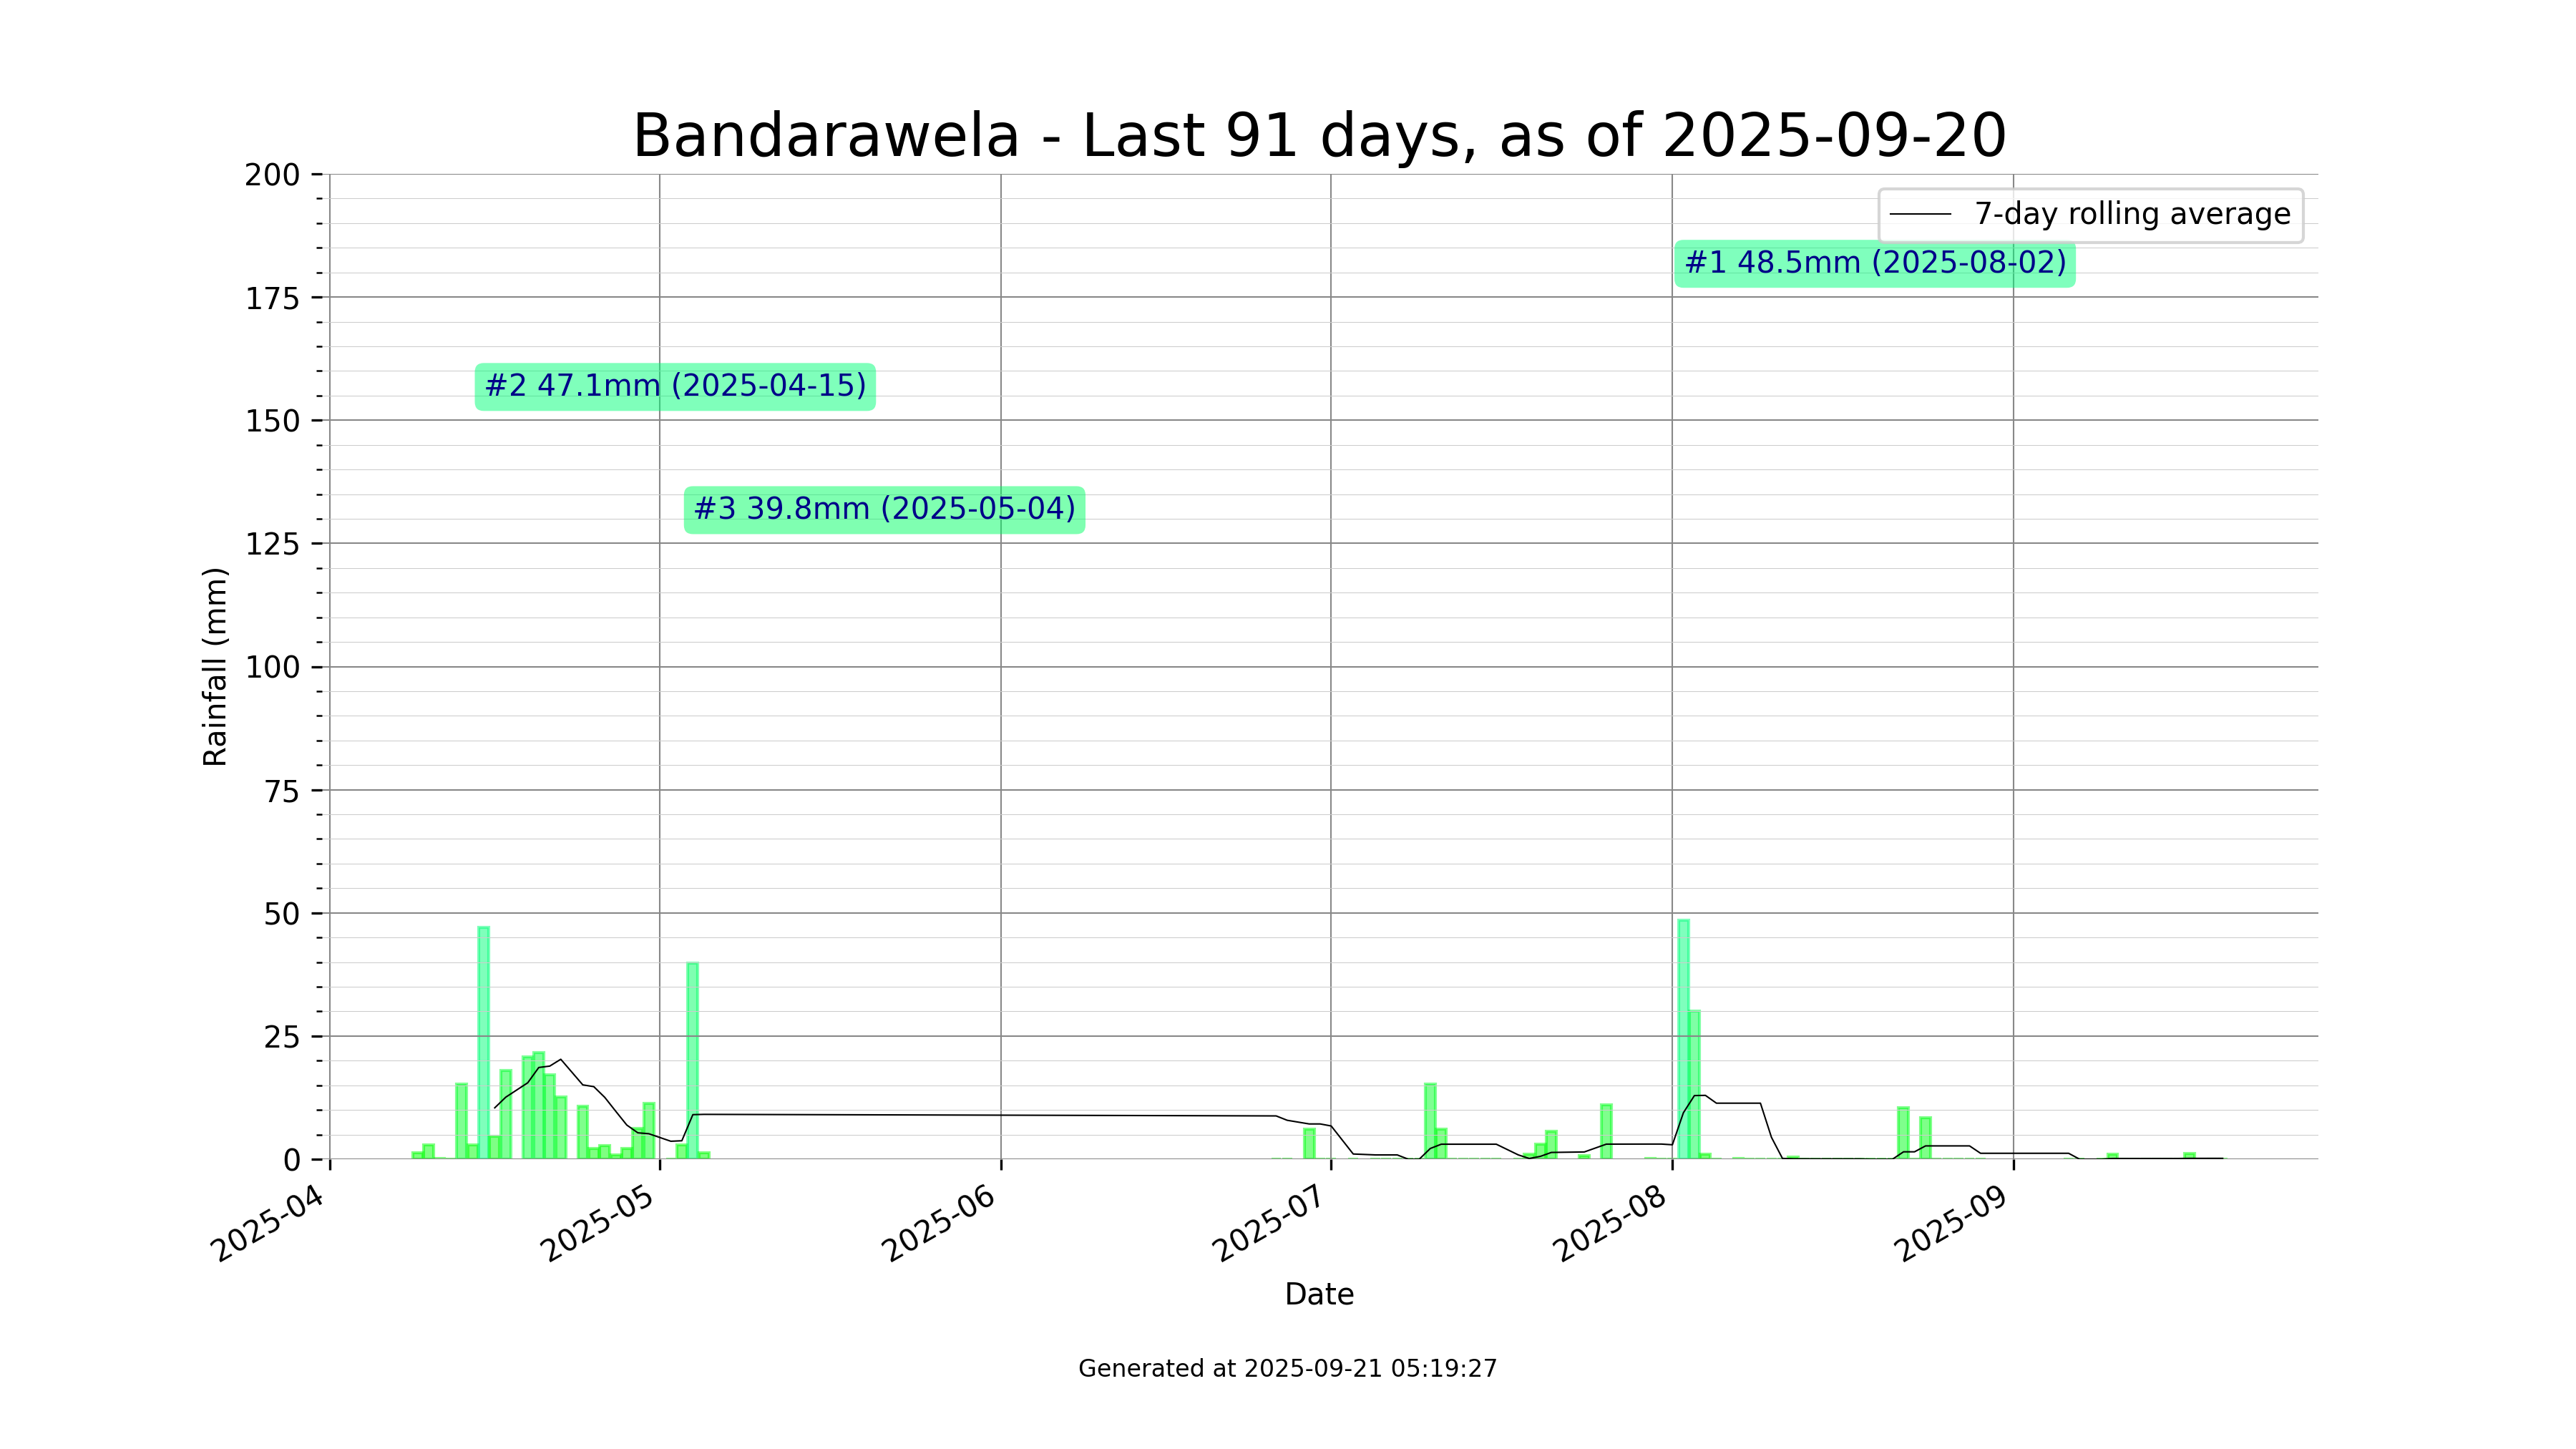 Bandarawela - Last 91 days, as of 2025-09-20
200
175
150
125
100
75
50
25
0
Rainfall (mm)
7-day rolling average
#1 48.5mm (2025-08-02)
#2 47.1mm (2025-04-15)
#3 39.8mm (2025-05-04)
2025-04
2025-05
2025-06
2025-07
2025-08
2025-09
Date
Generated at 2025-09-21 05:19:27